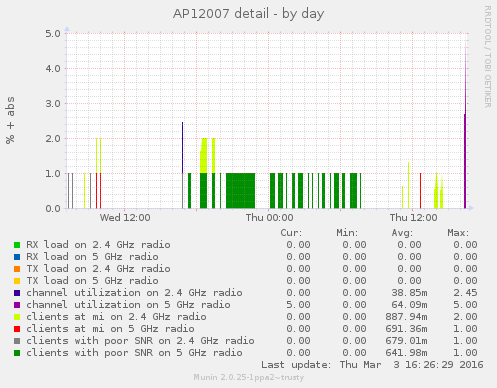 AP12007 detail - by day
RRDTOOL / TOBI OETIKER
% + abs
5.0
4.0
3.0
2.0
1.0
0.0
Wed 12:00 Thu 00:00 Thu 12:00
Cur: Min: Avg: Max:
RX load on 2.4 GHz radio 0.00 0.00 0.00 0.00
RX load on 5 GHz radio 0.00 0.00 0.00 0.00
TX load on 2.4 GHz radio 0.00 0.00 0.00 0.00
TX load on 5 GHz radio 0.00 0.00 0.00 0.00
channel utilization on 2.4 GHz radio 0.00 0.00 38.85m 2.45
channel utilization on 5 GHz radio 5.00 0.00 64.09m 5.00
clients at mi on 2.4 GHz radio 0.00 0.00 887.94m 2.00
clients at mi on 5 GHz radio 0.00 0.00 691.36m 1.00
clients with poor SNR on 2.4 GHz radio 0.00 0.00 679.01m 1.00
clients with poor SNR on 5 GHz radio 0.00 0.00 641.98m 1.00
Last update: Thu Mar 3 16:26:29 2016
Munin 2.0.25-1ppa2~trusty